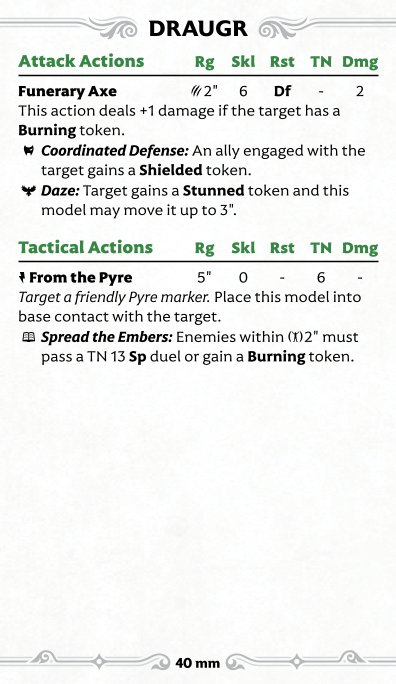 DRAUGR
Attack Actions Rg Skl Rst TN Dmg
Funerary Axe 2" 6 Df - 2
This action deals +1 damage if the target has a
Burning token.
Coordinated Defense: An ally engaged with the
target gains a Shielded token.
Daze: Target gains a Stunned token and this
model may move it up to 3".
Tactical Actions Rg Skl Rst TN Dmg
From the Pyre 5" 0 - 6 -
Target a friendly Pyre marker. Place this model into
base contact with the target.
Spread the Embers: Enemies within 2" must
pass a TN 13 Sp duel or gain a Burning token.
40 mm